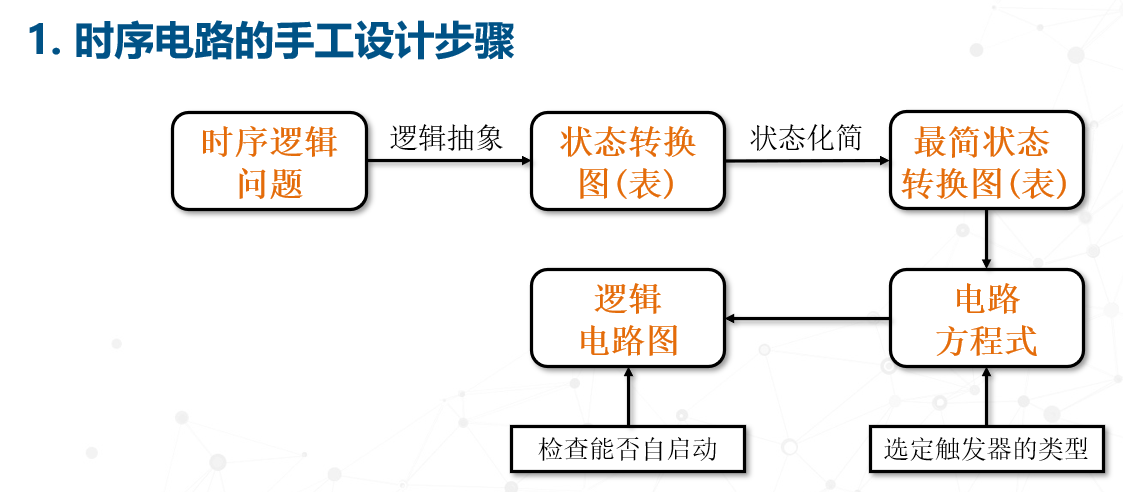 1. 时序电路的手工设计步骤
时序逻辑
问题
逻辑抽象
状态转换
图(表)
状态化简
最简状态
转换图(表)
电路
方程式
逻辑
电路图
检查能否自启动
选定触发器的类型